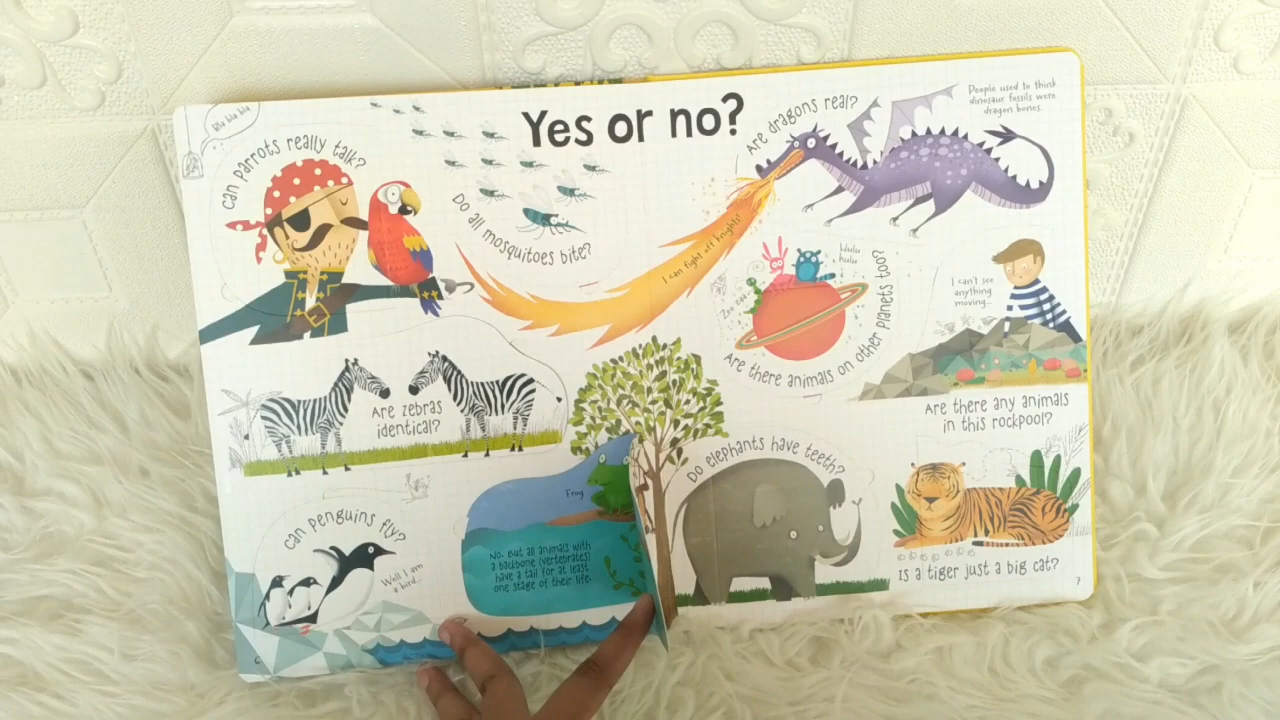 Yes or no?
Bla bla bla
Can parrots really talk?
Do all mosquitoes bite?
Are dragons real?
People used to think
dinosaur fossils were
dragon bones.
I can fight off knights!
Are there animals on other planets too?
I can't see
anything
moving...
Are there any animals
in this rockpool?
Are zebras
identical?
Can penguins fly?
Well I am
a bird...
Frog
No. But all animals with
a backbone (vertebrates)
have a tail for at least
one stage of their life.
Do elephants have teeth?
Is a tiger just a big cat?
7